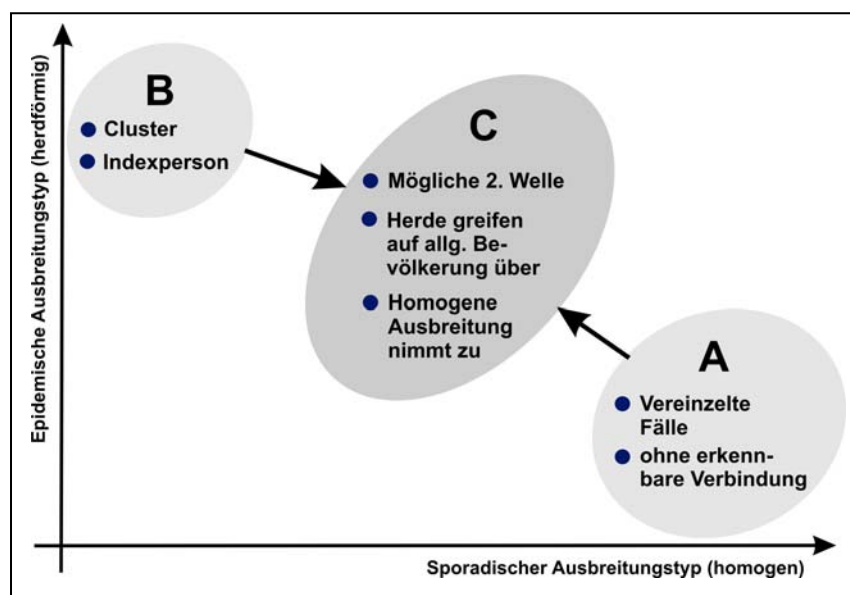 Epidemische Ausbreitungstyp (herdförmig)
B
Cluster
Indexperson
C
Mögliche 2. Welle
Herde greifen
auf allg. Be-
völkerung über
Homogene
Ausbreitung
nimmt zu
A
Vereinzelte
Fälle
ohne erkenn-
bare Verbindung
Sporadischer Ausbreitungstyp (homogen)